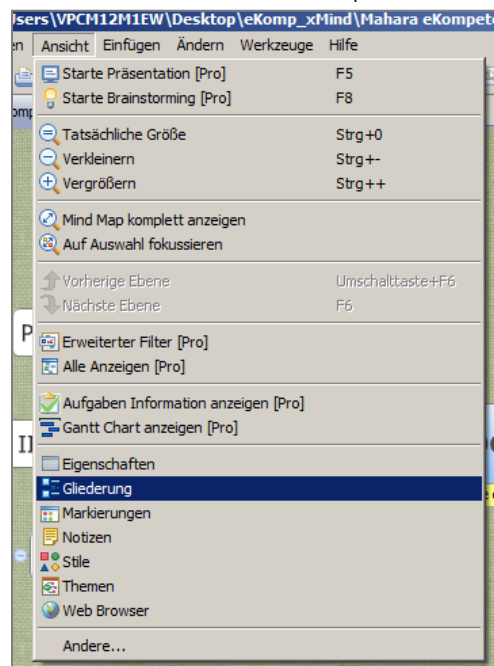 sers\VPCM12M1EW\Desktop\eKomp_xMind\Mahara eKompet
en Ansicht Einfügen Ändern Werkzeuge Hilfe
Starte Präsentation [Pro] F5
Starte Brainstorming [Pro] F8
Tatsächliche Größe Strg+0
Verkleinern Strg+-
Vergrößern Strg++
Mind Map komplett anzeigen
Auf Auswahl fokussieren
Vorherige Ebene Umschalttaste+F6
Nächste Ebene F6
P
Erweiterter Filter [Pro]
Alle Anzeigen [Pro]
Aufgaben Information anzeigen [Pro]
Gantt Chart anzeigen [Pro]
Eigenschaften
Gliederung
Markierungen
Notizen
Stile
Themen
Web Browser
Andere...